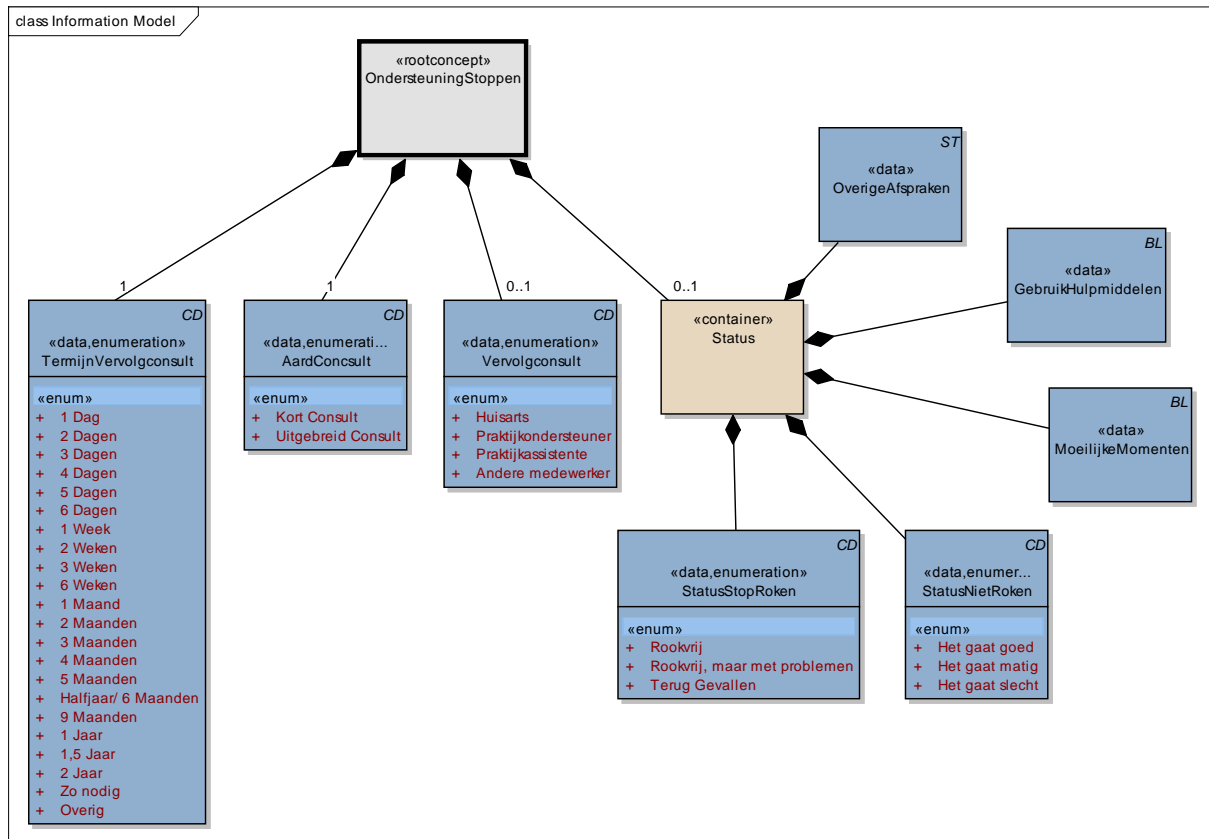 class Information Model
«rootconcept»
OndersteuningStoppen
ST
«data»
OverigeAfspraken
BL
«data»
GebruikHulpmiddelen
BL
«data»
MoeilijkeMomenten
1
1
0..1
0..1
CD
«data,enumeration»
TermijnVervolgconsult
«enum»
+ 1 Dag
+ 2 Dagen
+ 3 Dagen
+ 4 Dagen
+ 5 Dagen
+ 6 Dagen
+ 1 Week
+ 2 Weken
+ 3 Weken
+ 6 Weken
+ 1 Maand
+ 2 Maanden
+ 3 Maanden
+ 4 Maanden
+ 5 Maanden
+ Halfjaar/ 6 Maanden
+ 9 Maanden
+ 1 Jaar
+ 1,5 Jaar
+ 2 Jaar
+ Zo nodig
+ Overig
CD
«data,enumerati...
AardConcsult
«enum»
+ Kort Consult
+ Uitgebreid Consult
CD
«data,enumeration»
Vervolgconsult
«enum»
+ Huisarts
+ Praktijkondersteuner
+ Praktijkassistente
+ Andere medewerker
«container»
Status
CD
«data,enumeration»
StatusStopRoken
«enum»
+ Rookvrij
+ Rookvrij, maar met problemen
+ Terug Gevallen
CD
«data,enumer...
StatusNietRoken
«enum»
+ Het gaat goed
+ Het gaat matig
+ Het gaat slecht